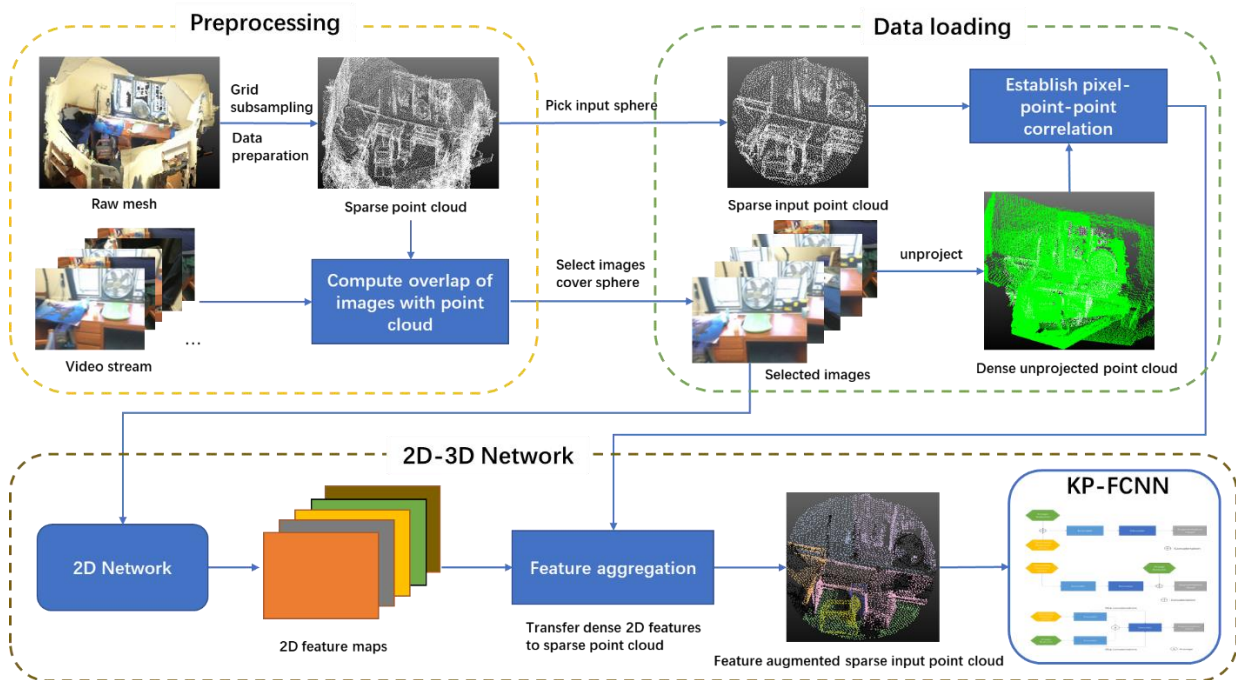 Preprocessing
Data loading
Grid
subsampling
Data
preparation
Pick input sphere
Establish pixel-
point-point
correlation
Raw mesh
Sparse point cloud
Sparse input point cloud
Compute overlap of
images with point
cloud
Select images
cover sphere
unproject
...
Video stream
Selected images
Dense unprojected point cloud
2D-3D Network
KP-FCNN
2D Network
Feature aggregation
2D feature maps
Transfer dense 2D features
to sparse point cloud
Feature augmented sparse input point cloud